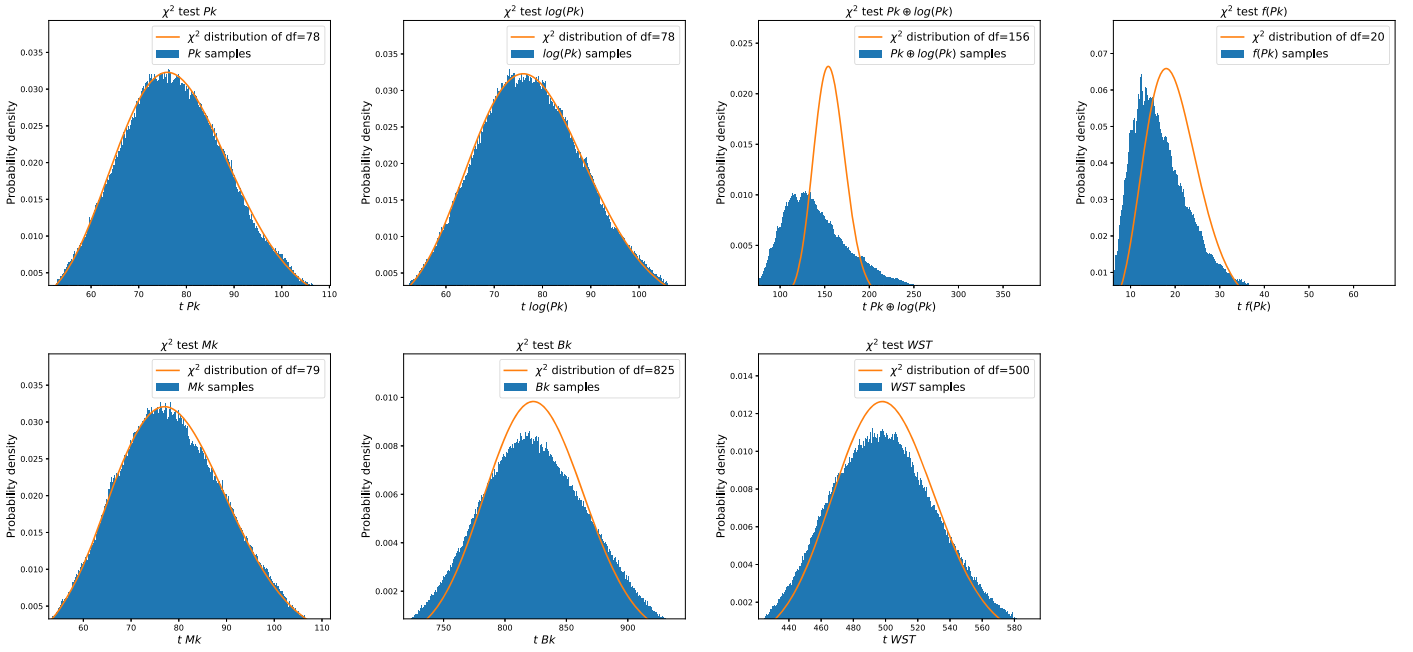 χ² test Pk
χ² distribution of df=78
Pk samples
Probability density
0.035
0.030
0.025
0.020
0.015
0.010
0.005
60 70 80 90 100 110
t Pk
χ² test log(Pk)
χ² distribution of df=78
log(Pk) samples
Probability density
0.035
0.030
0.025
0.020
0.015
0.010
0.005
60 70 80 90 100
t log(Pk)
χ² test Pk ⊕ log(Pk)
χ² distribution of df=156
Pk ⊕ log(Pk) samples
Probability density
0.025
0.020
0.015
0.010
0.005
100 150 200 250 300 350
t Pk ⊕ log(Pk)
χ² test f(Pk)
χ² distribution of df=20
f(Pk) samples
Probability density
0.07
0.06
0.05
0.04
0.03
0.02
0.01
10 20 30 40 50 60
t f(Pk)
χ² test Mk
χ² distribution of df=79
Mk samples
Probability density
0.035
0.030
0.025
0.020
0.015
0.010
0.005
60 70 80 90 100 110
t Mk
χ² test Bk
χ² distribution of df=825
Bk samples
Probability density
0.010
0.008
0.006
0.004
0.002
750 800 850 900
t Bk
χ² test WST
χ² distribution of df=500
WST samples
Probability density
0.014
0.012
0.010
0.008
0.006
0.004
0.002
440 460 480 500 520 540 560 580
t WST